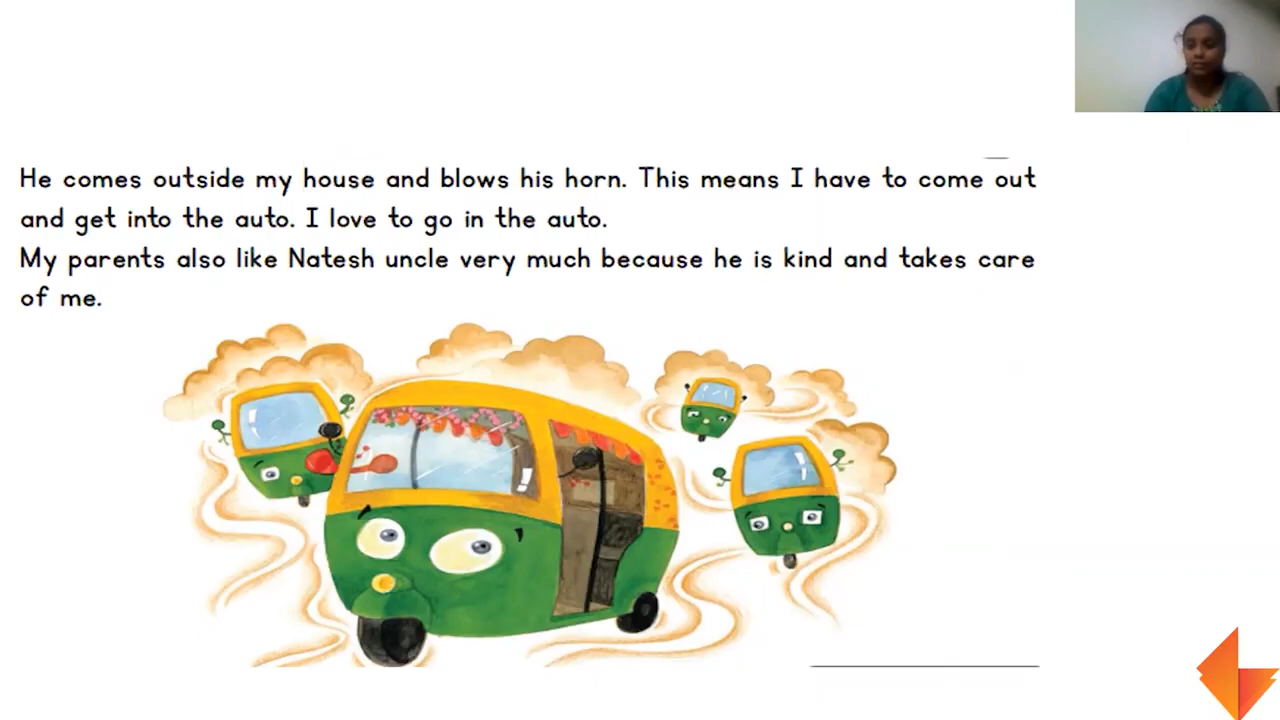 He comes outside my house and blows his horn. This means I have to come out
and get into the auto. I love to go in the auto.
My parents also like Natesh uncle very much because he is kind and takes care
of me.